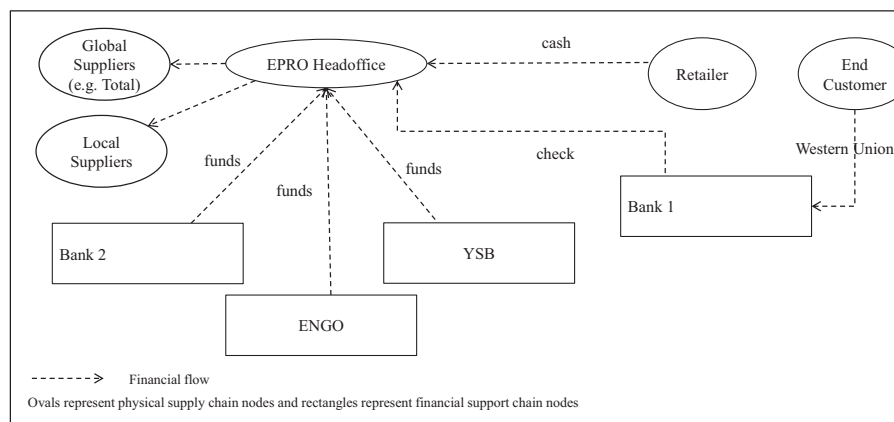 Global
Suppliers
(e.g. Total)
EPRO Headoffice
cash
Retailer
End
Customer
Local
Suppliers
funds
funds
funds
check
Western Union
Bank 1
Bank 2
YSB
ENGO
Financial flow
Ovals represent physical supply chain nodes and rectangles represent financial support chain nodes